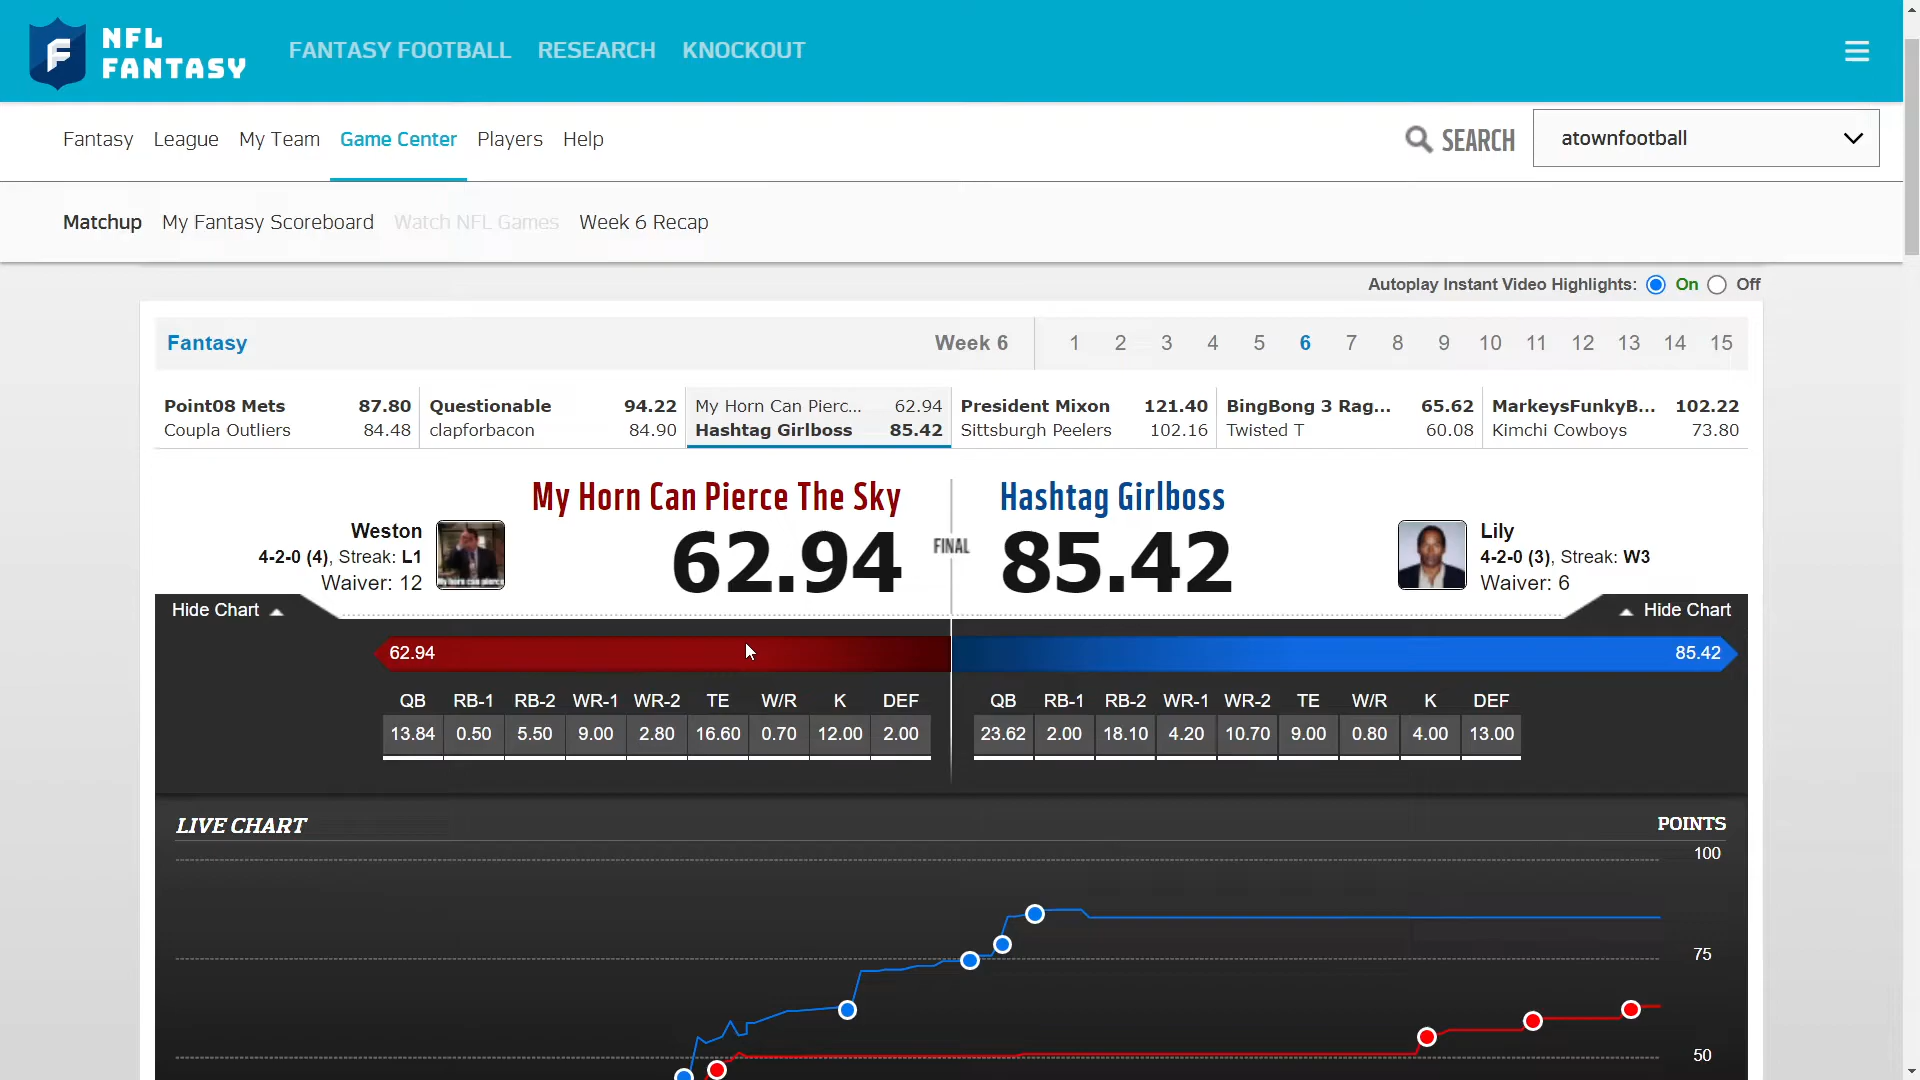 NFL
FANTASY
FANTASY FOOTBALL RESEARCH KNOCKOUT
Fantasy League My Team Game Center Players Help
SEARCH
atownfootball
Matchup My Fantasy Scoreboard Watch NFL Games Week 6 Recap
Autoplay Instant Video Highlights: On Off
Fantasy Week 6 1 2 3 4 5 6 7 8 9 10 11 12 13 14 15
Point08 Mets 87.80 Questionable 94.22 My Horn Can Pierc... 62.94 President Mixon 121.40 BingBong 3 Rag... 65.62 MarkeysFunkyB... 102.22
Coupla Outliers 84.48 clapforbacon 84.90 Hashtag Girlboss 85.42 Sittsburgh Peelers 102.16 Twisted T 60.08 Kimchi Cowboys 73.80
My Horn Can Pierce The Sky Hashtag Girlboss
Weston
4-2-0 (4), Streak: L1
Waiver: 12
My horn can pierce
62.94 FINAL 85.42
Lily
4-2-0 (3), Streak: W3
Waiver: 6
Hide Chart Hide Chart
62.94 85.42
QB RB-1 RB-2 WR-1 WR-2 TE W/R K DEF QB RB-1 RB-2 WR-1 WR-2 TE W/R K DEF
13.84 0.50 5.50 9.00 2.80 16.60 0.70 12.00 2.00 23.62 2.00 18.10 4.20 10.70 9.00 0.80 4.00 13.00
LIVE CHART POINTS
100
75
50